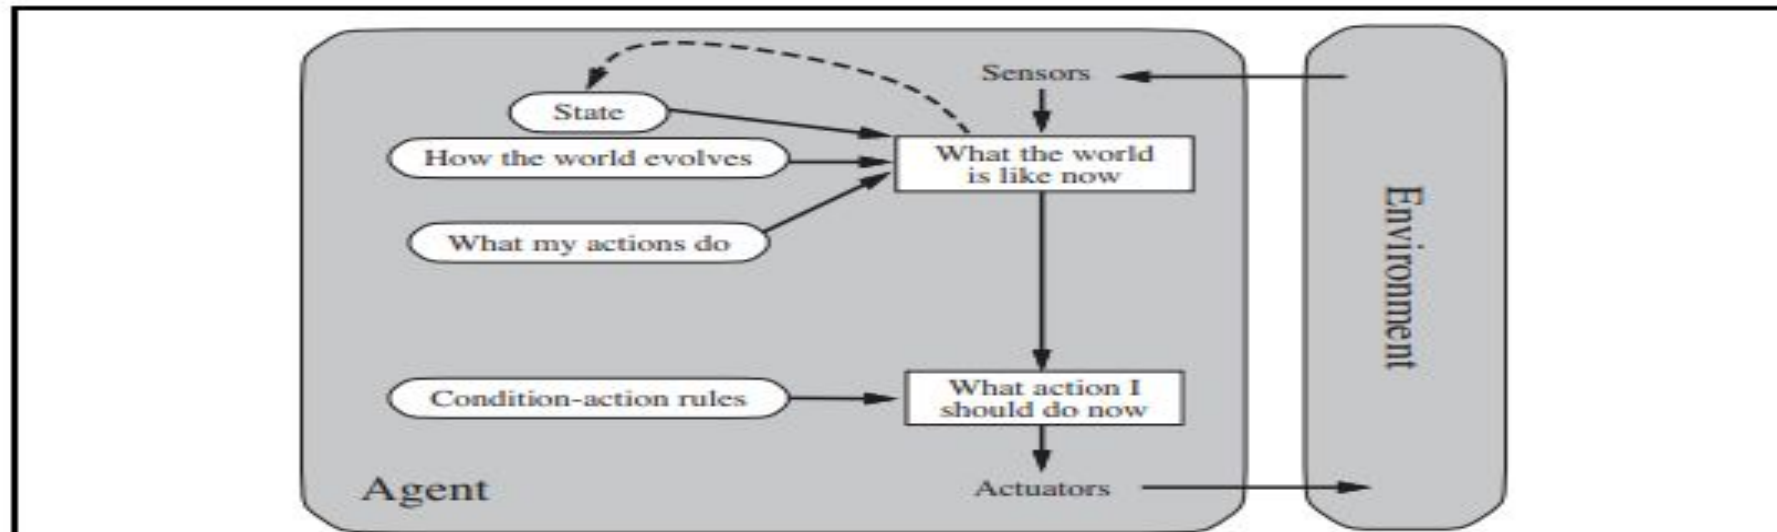 Sensors
State
How the world evolves
What the world
is like now
What my actions do
Environment
Condition-action rules
What action I
should do now
Agent
Actuators